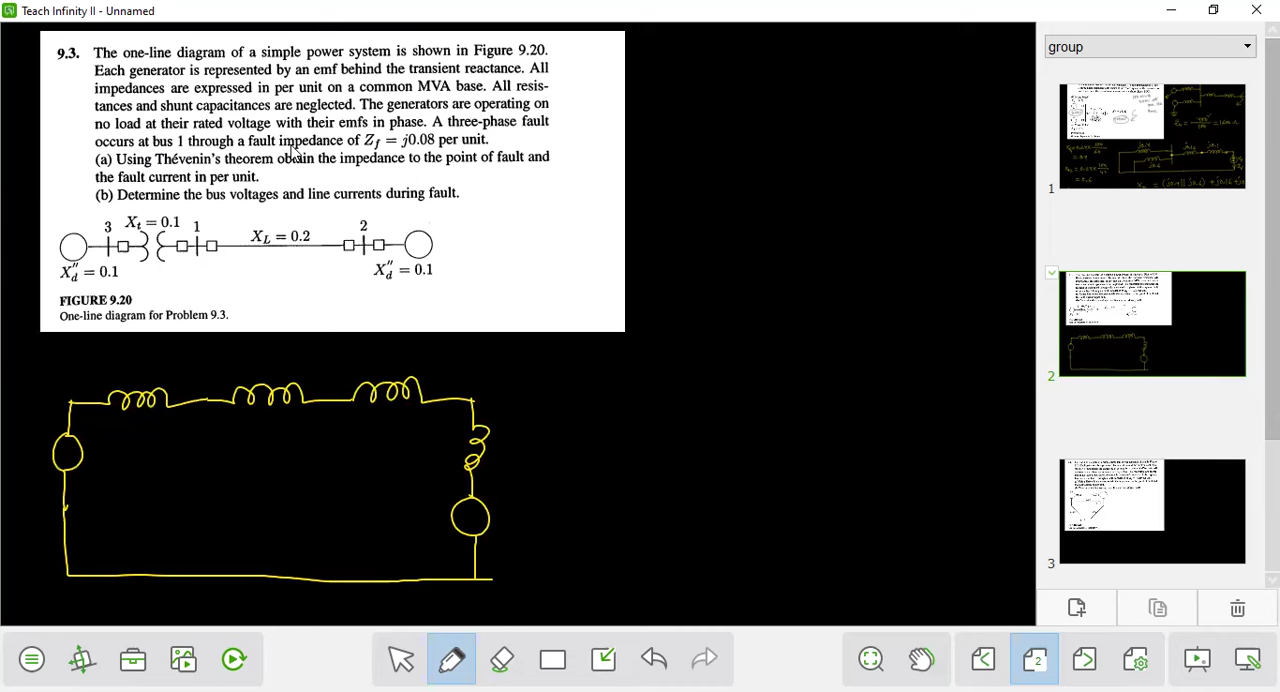 Teach Infinity II - Unnamed
9.3. The one-line diagram of a simple power system is shown in Figure 9.20.
Each generator is represented by an emf behind the transient reactance. All
impedances are expressed in per unit on a common MVA base. All resis-
tances and shunt capacitances are neglected. The generators are operating on
no load at their rated voltage with their emfs in phase. A three-phase fault
occurs at bus 1 through a fault impedance of Z_f = j0.08 per unit.
(a) Using Thévenin's theorem obtain the impedance to the point of fault and
the fault current in per unit.
(b) Determine the bus voltages and line currents during fault.
3 X_t = 0.1 1 2
X_L = 0.2
X″_d = 0.1 X″_d = 0.1
FIGURE 9.20
One-line diagram for Problem 9.3.
group
1
2
3
2